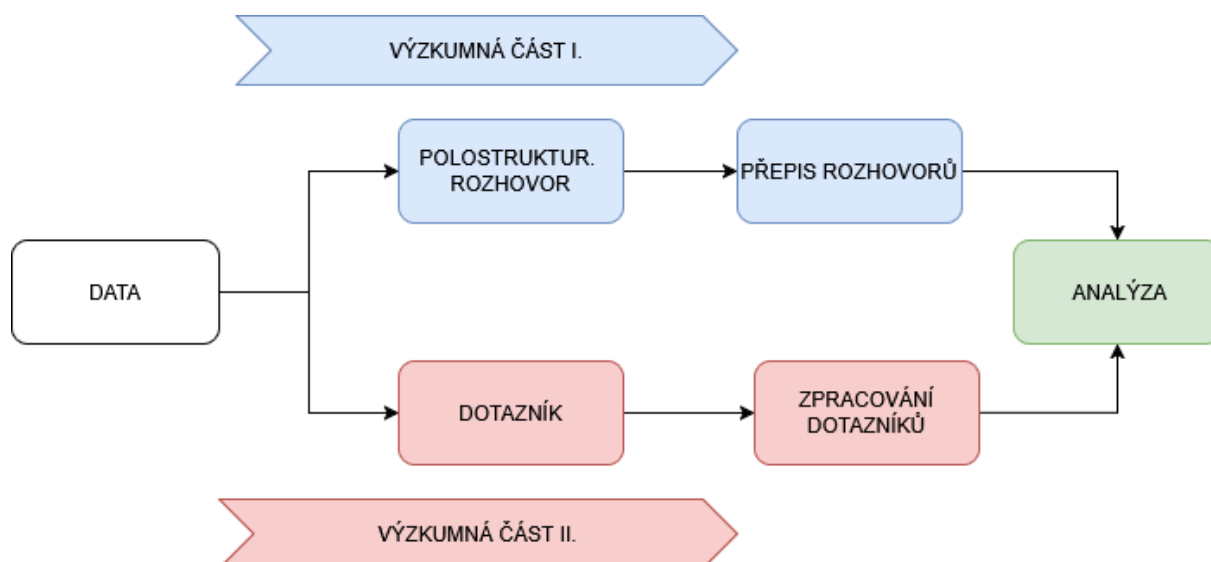 VÝZKUMNÁ ČÁST I.
POLOSTRUKTUR.
ROZHOVOR
PŘEPIS ROZHOVORŮ
DATA
ANALÝZA
DOTAZNÍK
ZPRACOVÁNÍ
DOTAZNÍKŮ
VÝZKUMNÁ ČÁST II.